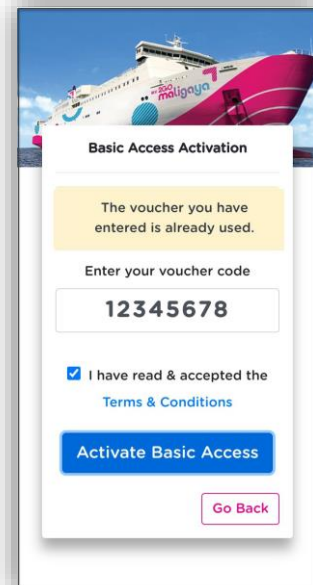 2GO
maligaya
Basic Access Activation
The voucher you have
entered is already used.
Enter your voucher code
12345678
I have read & accepted the
Terms & Conditions
Activate Basic Access
Go Back